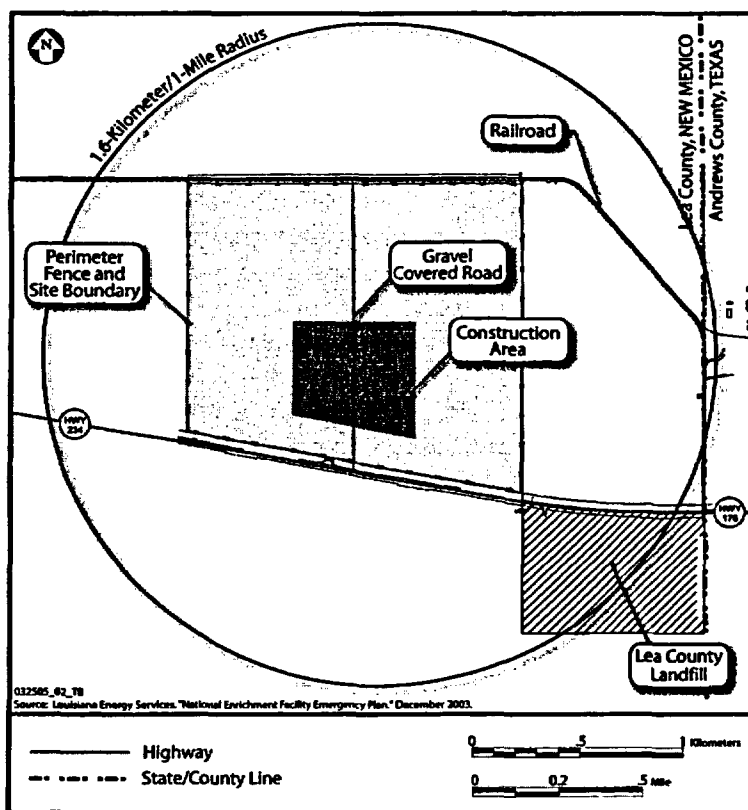 N
1.6-Kilometer/1-Mile Radius
Lea County, NEW MEXICO
Andrews County, TEXAS
Railroad
Perimeter
Fence and
Site Boundary
Gravel
Covered Road
Construction
Area
HWY
234
HWY
176
Lea County
Landfill
032505_02_TB
Source: Louisiana Energy Services. "National Enrichment Facility Emergency Plan." December 2003.
Highway
State/County Line
0 .5 1 Kilometers
0 0.2 .5 Mile